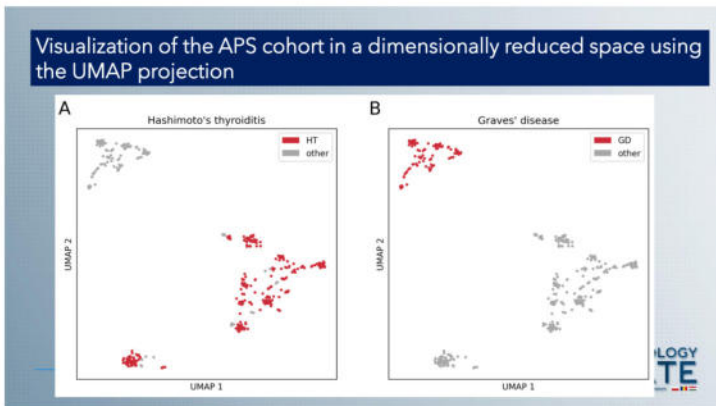 Visualization of the APS cohort in a dimensionally reduced space using
the UMAP projection
A
Hashimoto's thyroiditis
HT
other
UMAP 2
UMAP 1
B
Graves' disease
GD
other
UMAP 2
UMAP 1
OLOGY
TE